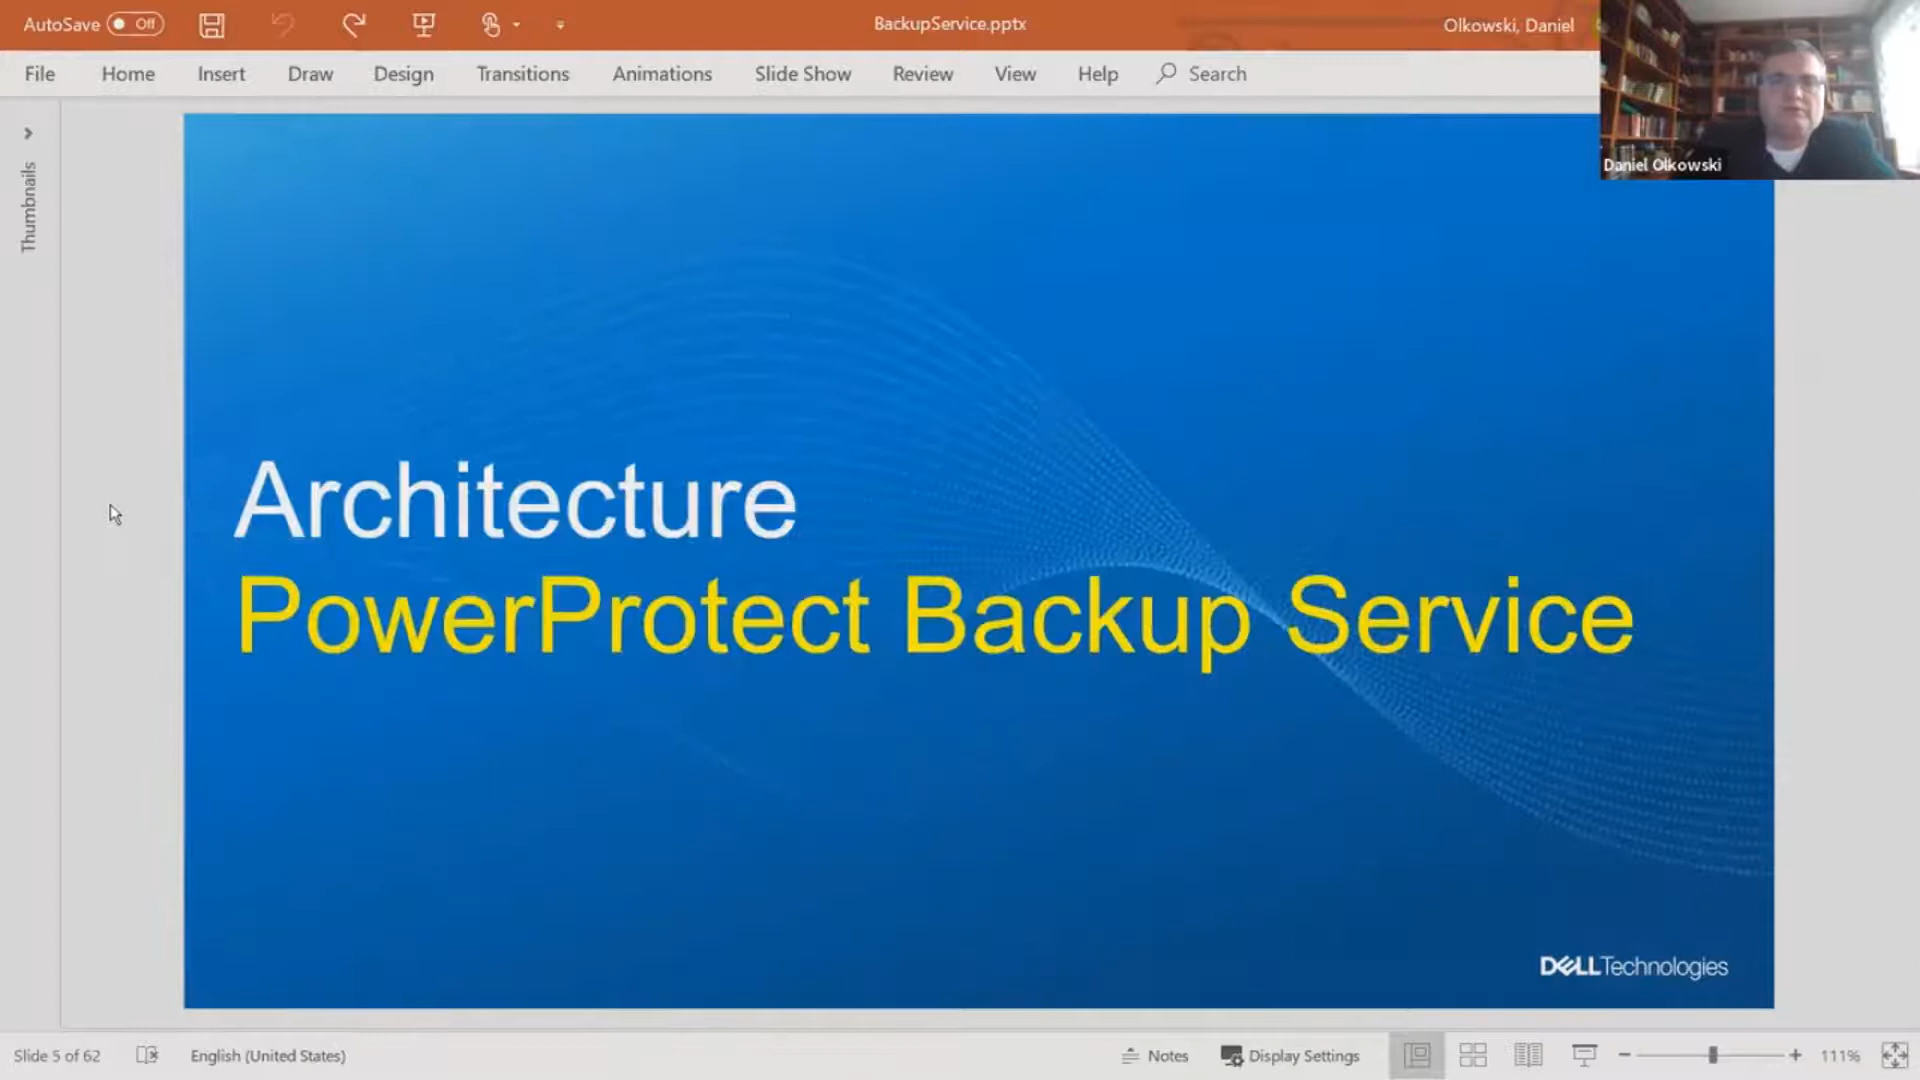 AutoSave Off
BackupService.pptx
Olkowski, Daniel
File Home Insert Draw Design Transitions Animations Slide Show Review View Help Search
Daniel Olkowski
Thumbnails
Architecture
PowerProtect Backup Service
DELLTechnologies
Slide 5 of 62 English (United States) Notes Display Settings 111%